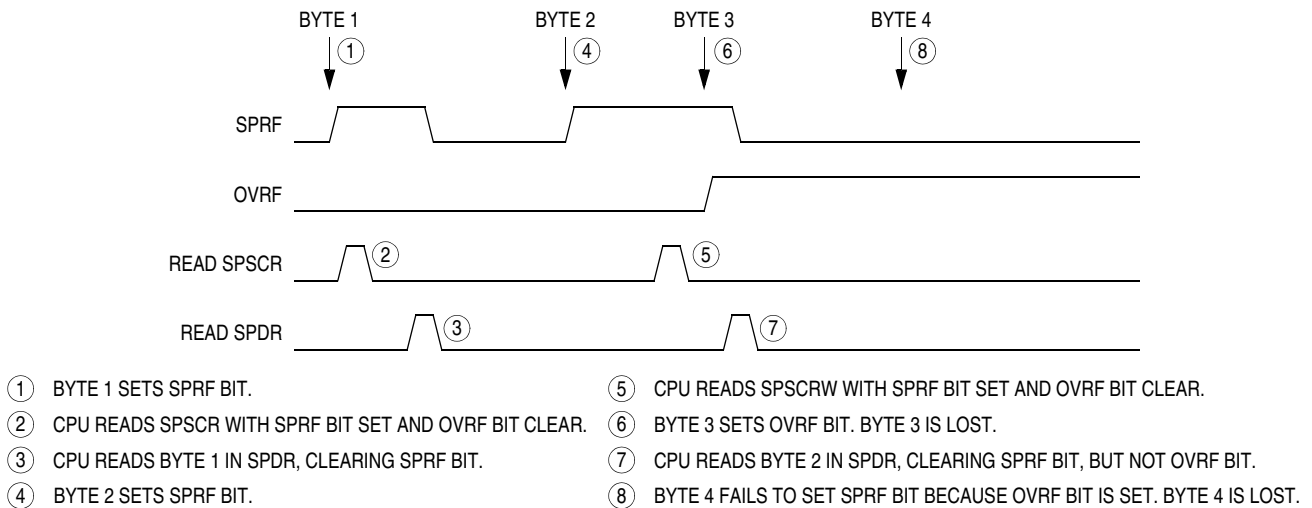 BYTE 1 BYTE 2 BYTE 3 BYTE 4
1 4 6 8
SPRF
OVRF
READ SPSCR 2 5
READ SPDR 3 7
1 BYTE 1 SETS SPRF BIT.
2 CPU READS SPSCR WITH SPRF BIT SET AND OVRF BIT CLEAR.
3 CPU READS BYTE 1 IN SPDR, CLEARING SPRF BIT.
4 BYTE 2 SETS SPRF BIT.
5 CPU READS SPSCRW WITH SPRF BIT SET AND OVRF BIT CLEAR.
6 BYTE 3 SETS OVRF BIT. BYTE 3 IS LOST.
7 CPU READS BYTE 2 IN SPDR, CLEARING SPRF BIT, BUT NOT OVRF BIT.
8 BYTE 4 FAILS TO SET SPRF BIT BECAUSE OVRF BIT IS SET. BYTE 4 IS LOST.